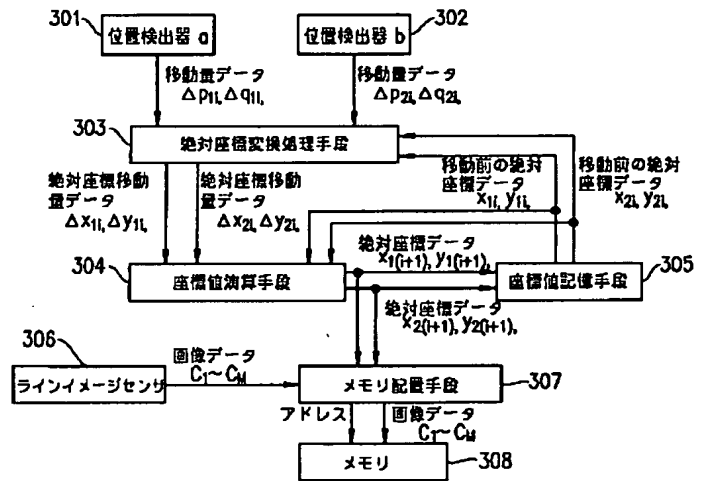 301
302
位置検出器 a
位置検出器 b
移動量データ
Δp1i, Δq1i,
移動量データ
Δp2i, Δq2i,
303
絶対座標変換処理手段
絶対座標移動
量データ
Δx1i, Δy1i,
絶対座標移動
量データ
Δx2i, Δy2i,
移動前の絶対
座標データ
x1i, y1i,
移動前の絶対
座標データ
x2i, y2i,
絶対座標データ
x1(i+1), y1(i+1),
304
座標値演算手段
座標値記憶手段
305
絶対座標データ
x2(i+1), y2(i+1),
306
画像データ
C1~CM
ラインイメージセンサ
メモリ配置手段
307
アドレス
画像データ
C1~CM
メモリ
308